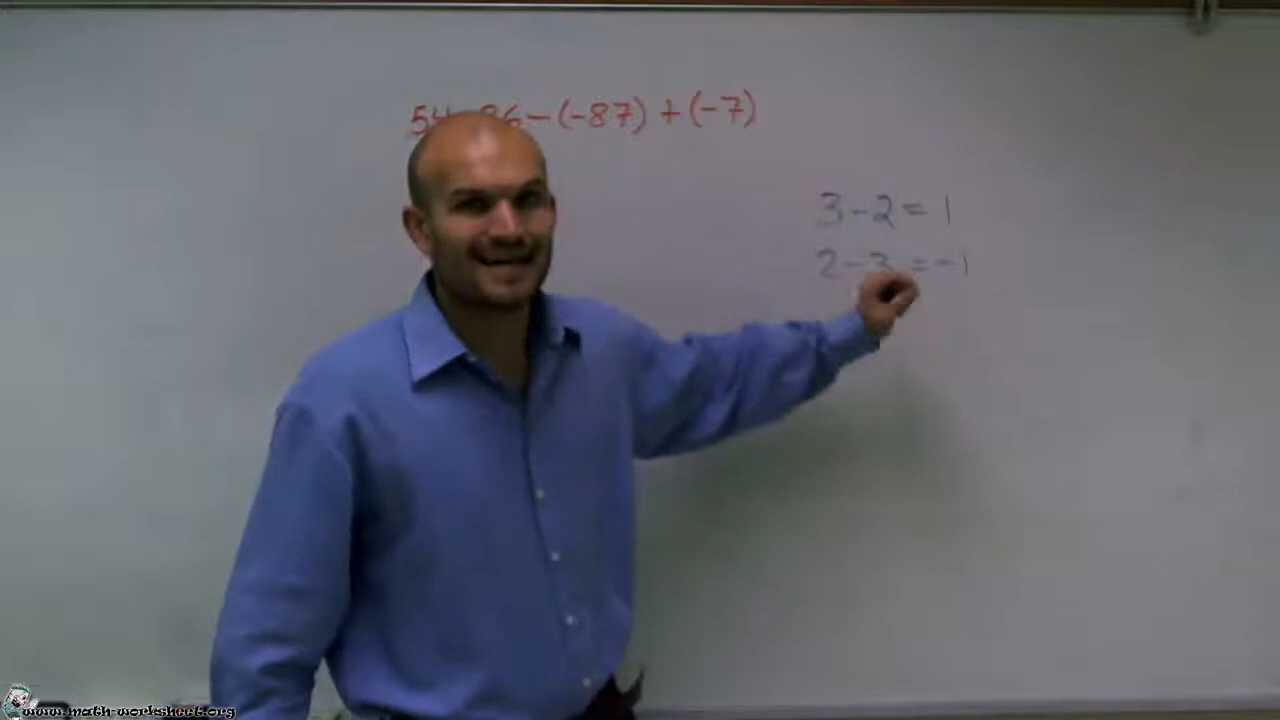 54 86 - (-87) + (-7)
3 - 2 = 1
2 - 3 = -1
www.math-worksheet.org